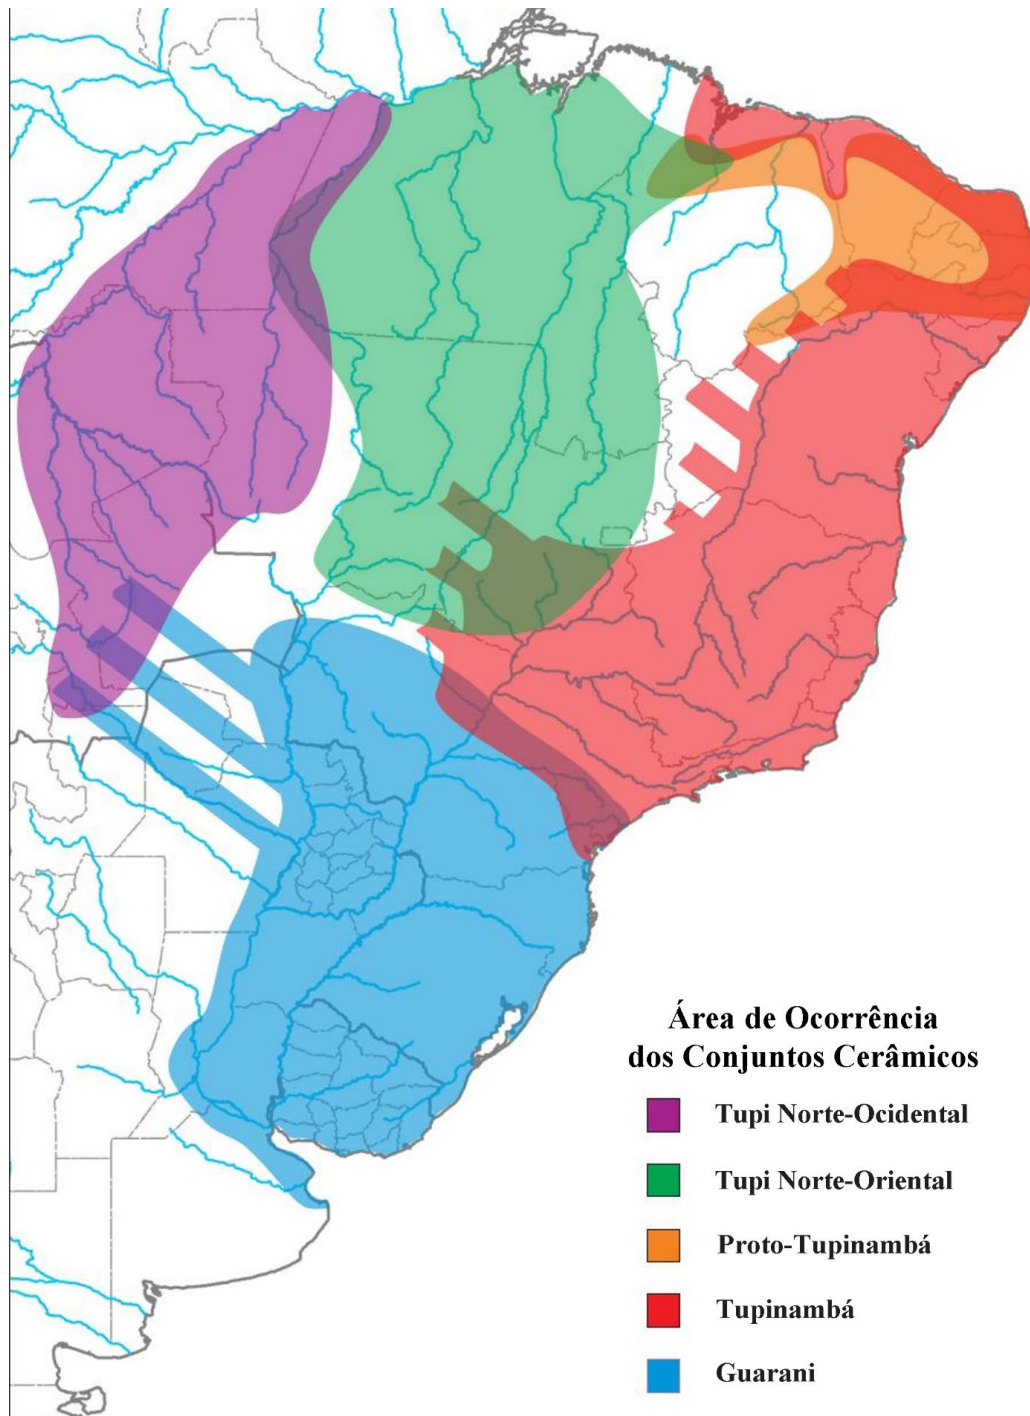 Área de Ocorrência
dos Conjuntos Cerâmicos
Tupi Norte-Ocidental
Tupi Norte-Oriental
Proto-Tupinambá
Tupinambá
Guarani